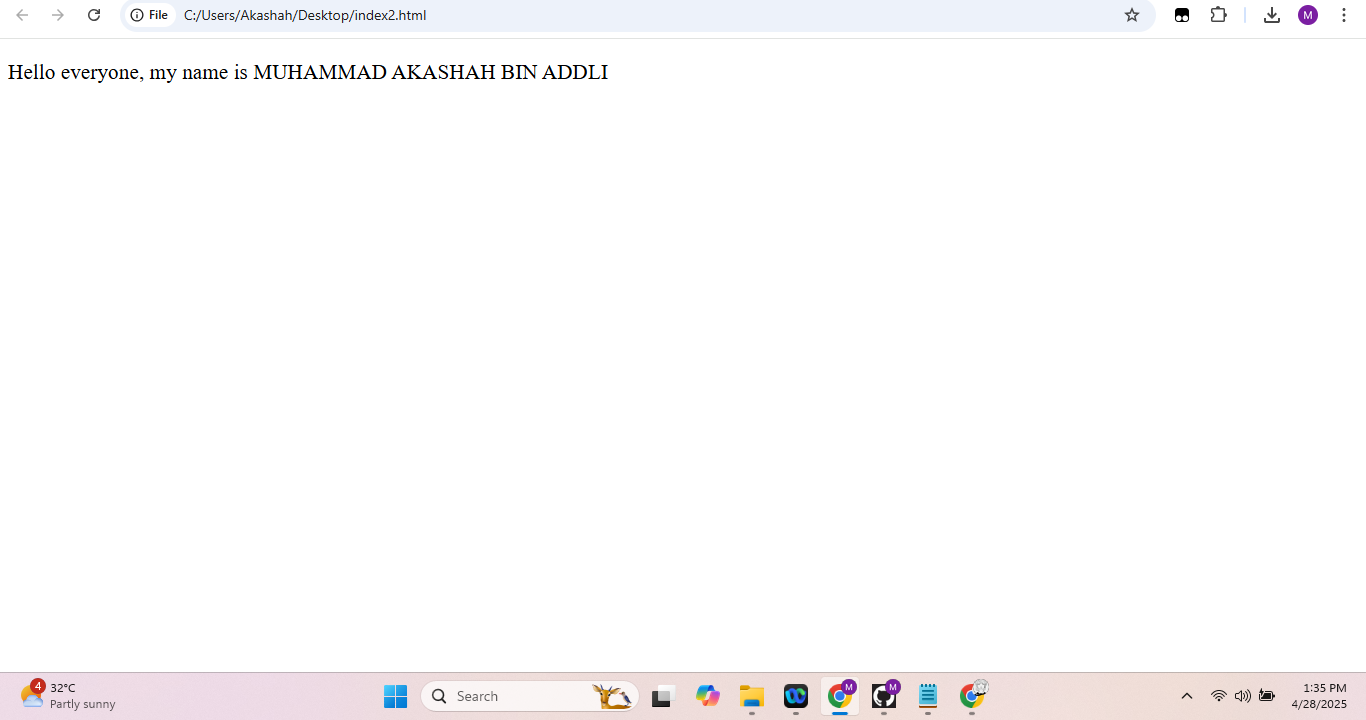 File
C:/Users/Akashah/Desktop/index2.html
M
Hello everyone, my name is MUHAMMAD AKASHAH BIN ADDLI
4
32°C
Partly sunny
Search
M
M
1:35 PM
4/28/2025